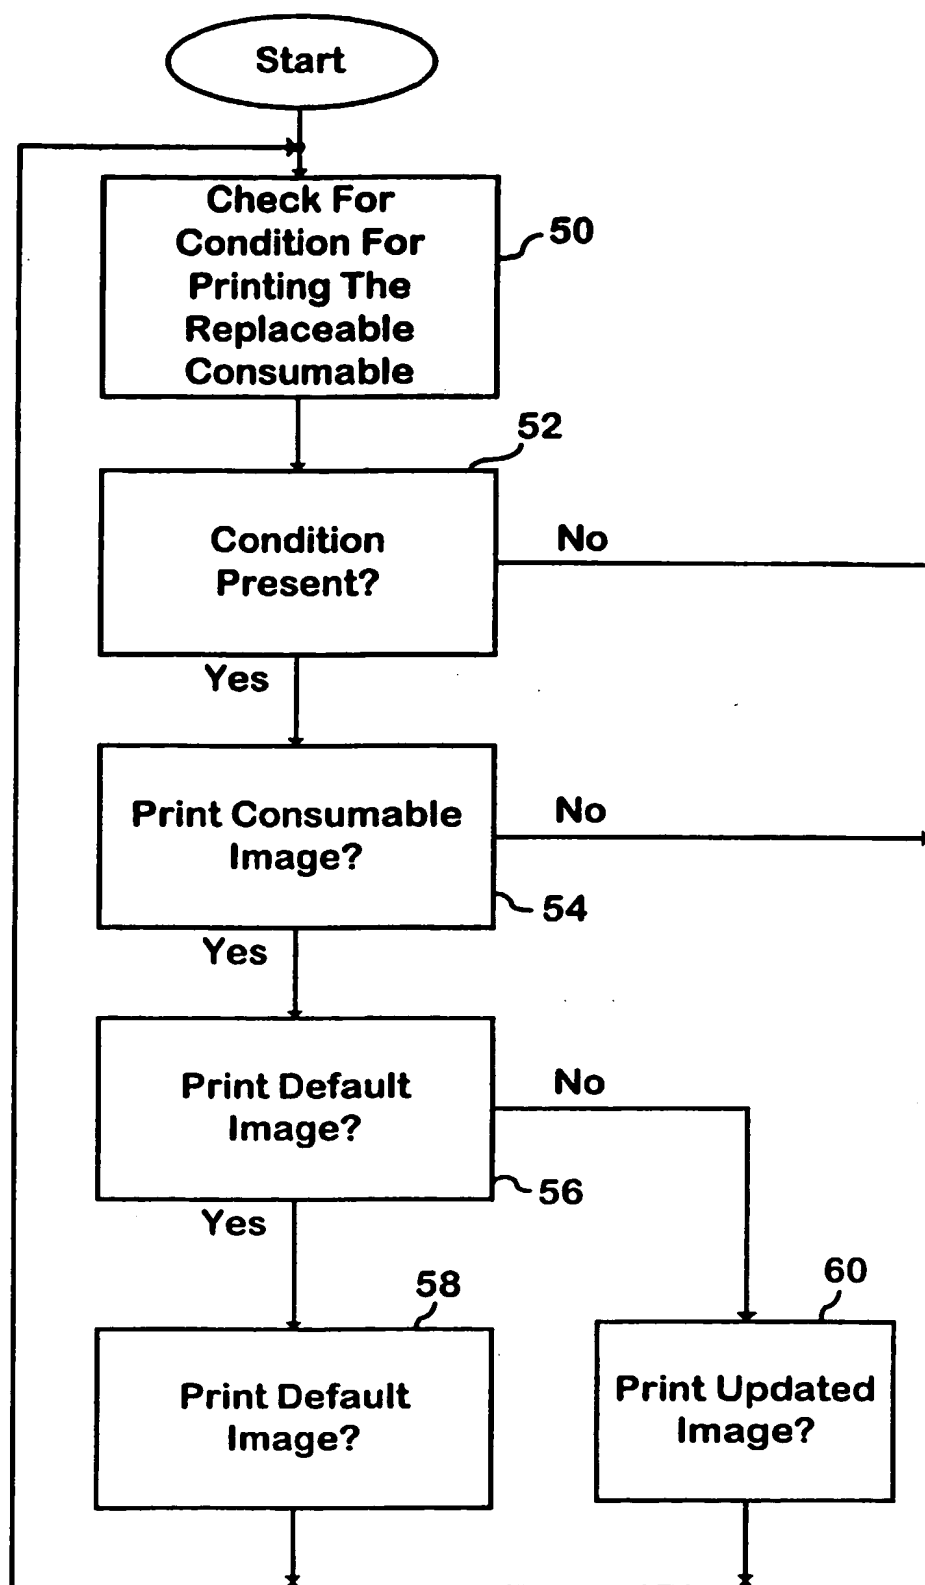 Start
Check For
Condition For
Printing The
Replaceable
Consumable
50
52
Condition
Present?
No
Yes
Print Consumable
Image?
No
54
Yes
Print Default
Image?
No
56
Yes
58
Print Default
Image?
60
Print Updated
Image?